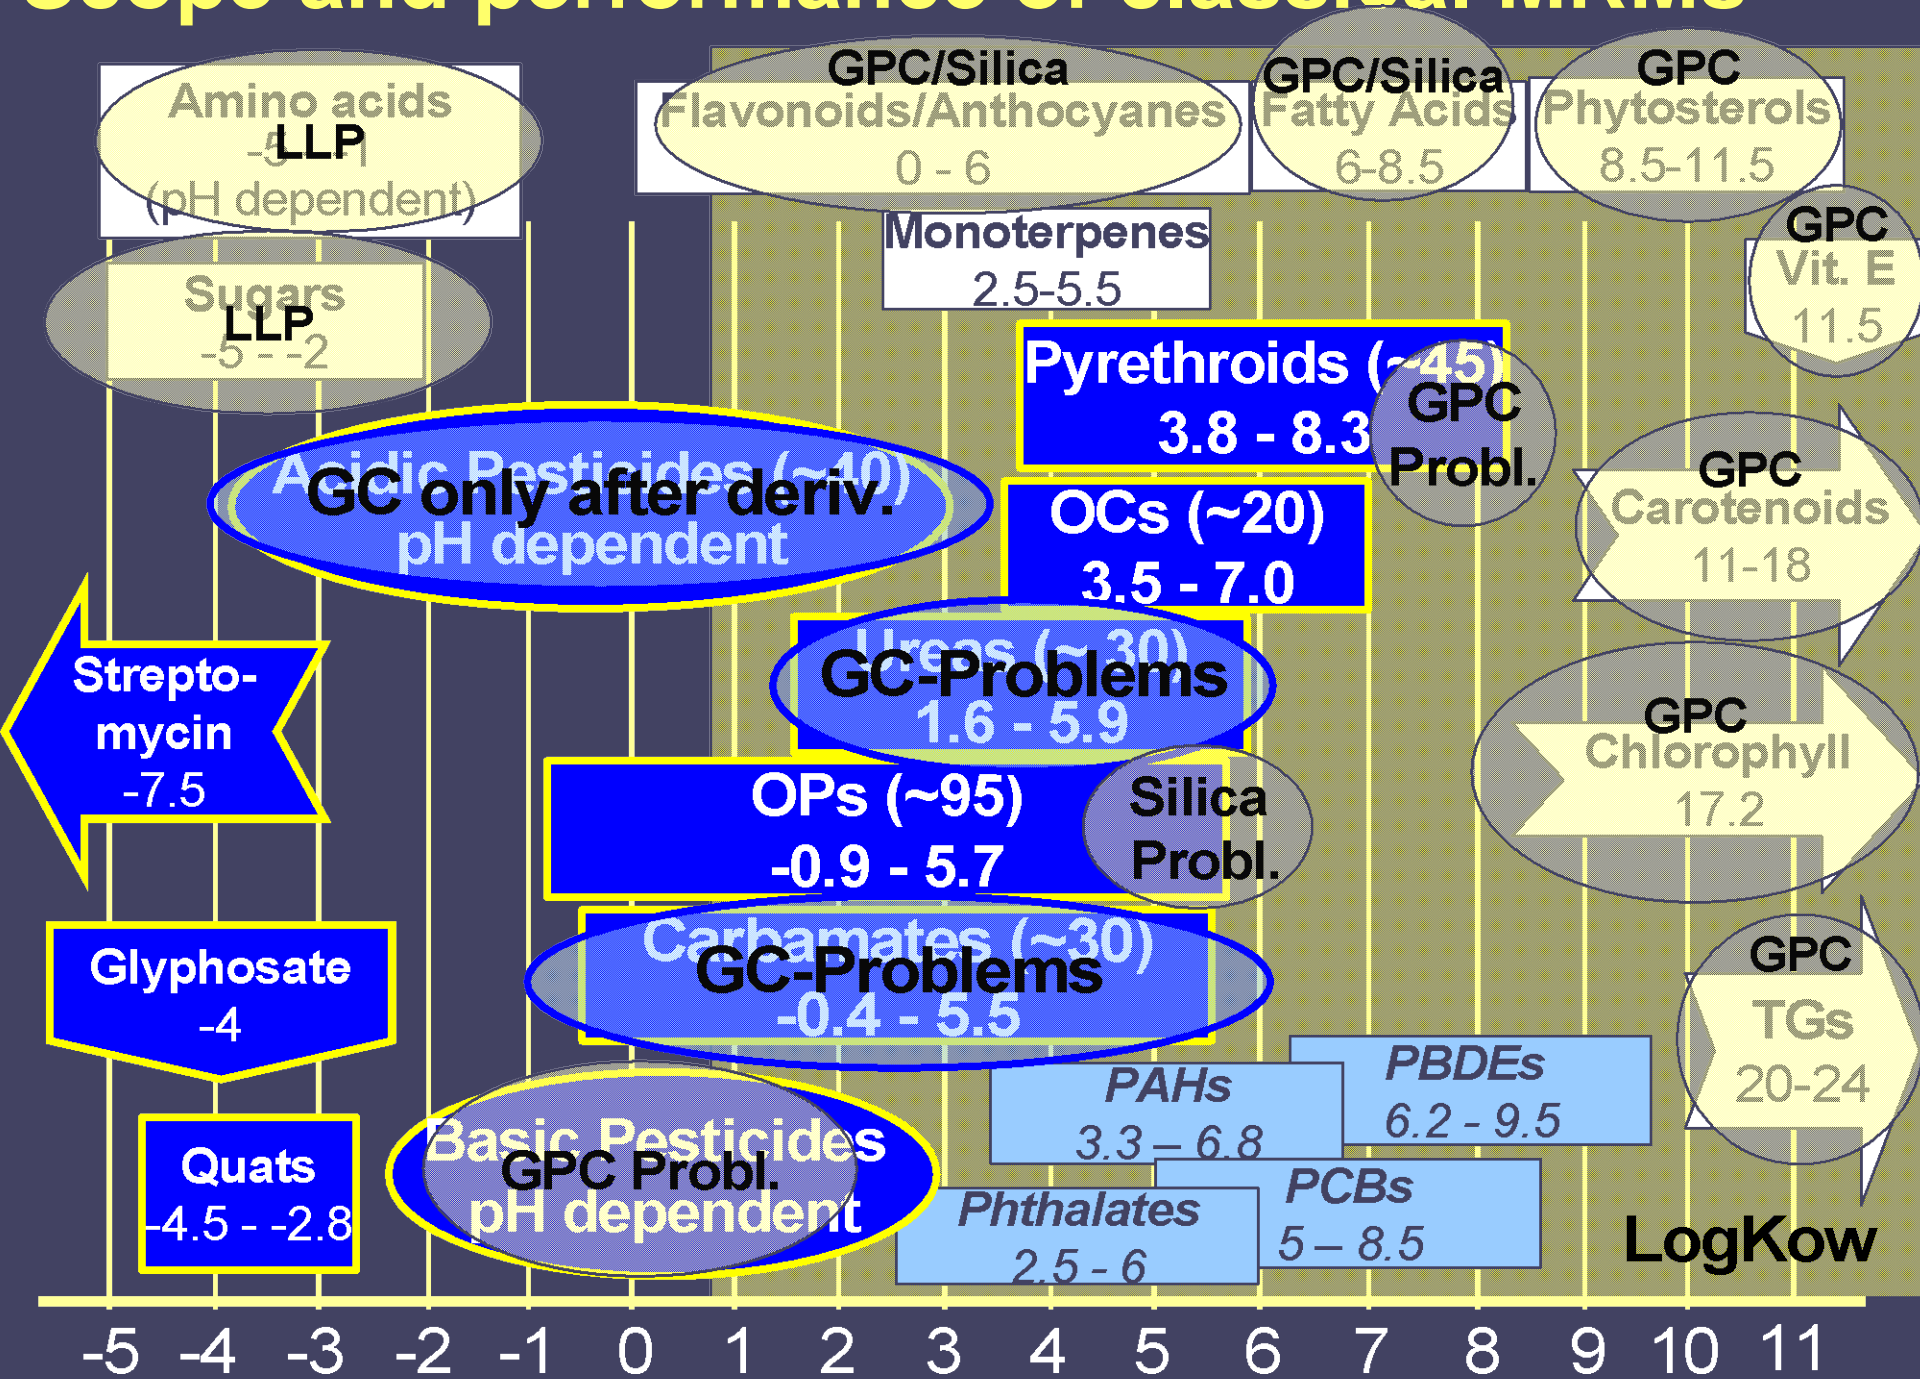 Scope and performance of classical MRMs
Amino acids
LLP
(pH dependent)
GPC/Silica
Flavonoids/Anthocyanes
0 - 6
GPC/Silica
Fatty Acids
6-8.5
GPC
Phytosterols
8.5-11.5
Monoterpenes
2.5-5.5
GPC
Vit. E
11.5
Sugars
LLP
-5 - -2
Pyrethroids (~45)
3.8 - 8.3
GPC
Probl.
Acidic Pesticides (~40)
GC only after deriv.
pH dependent
OCs (~20)
3.5 - 7.0
GPC
Carotenoids
11-18
Strepto-
mycin
-7.5
Ureas (~ 30)
GC-Problems
1.6 - 5.9
GPC
Chlorophyll
17.2
OPs (~95)
-0.9 - 5.7
Silica
Probl.
Glyphosate
-4
Carbamates (~30)
GC-Problems
-0.4 - 5.5
GPC
TGs
20-24
PAHs
3.3 – 6.8
PBDEs
6.2 - 9.5
Quats
-4.5 - -2.8
Basic Pesticides
GPC Probl.
pH dependent
Phthalates
2.5 - 6
PCBs
5 – 8.5
LogKow
-5 -4 -3 -2 -1 0 1 2 3 4 5 6 7 8 9 10 11